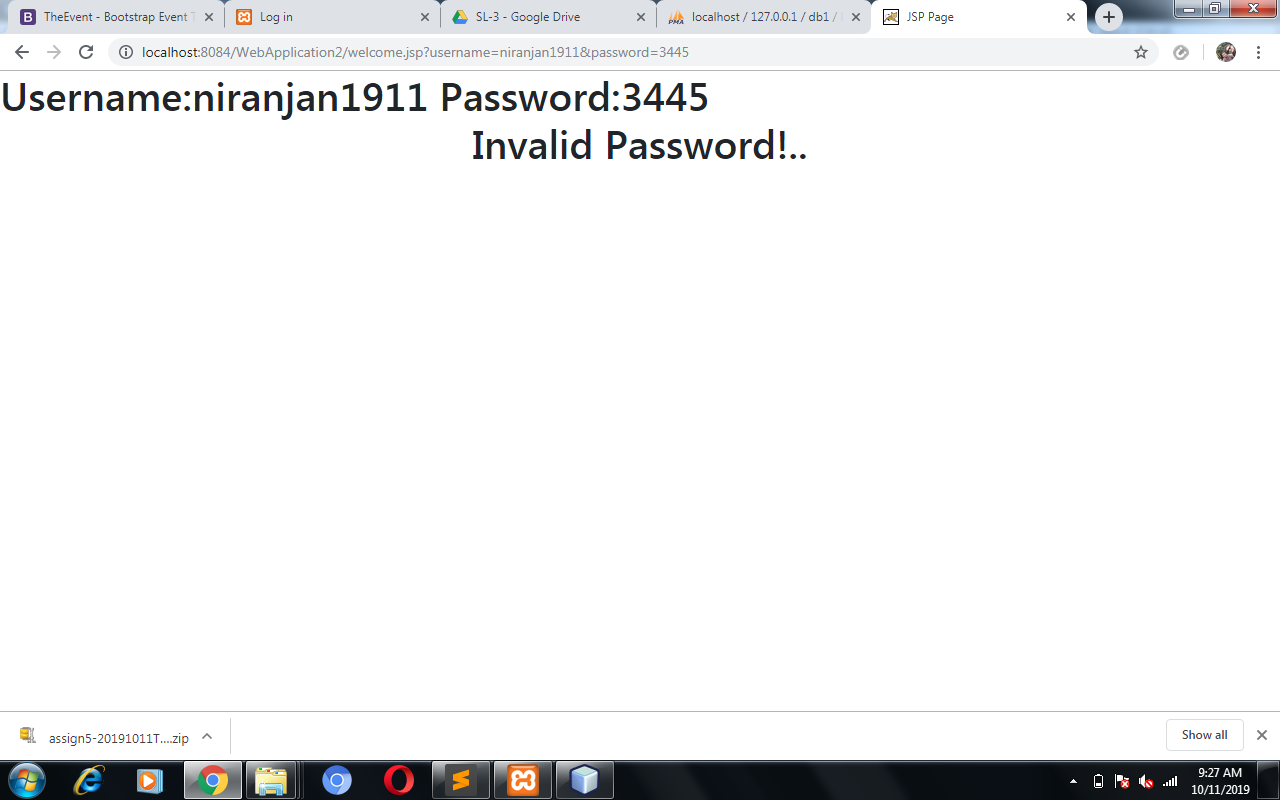 TheEvent - Bootstrap Event
Log in
SL-3 - Google Drive
localhost / 127.0.0.1 / db1 /
JSP Page
localhost:8084/WebApplication2/welcome.jsp?username=niranjan1911&password=3445
Username:niranjan1911 Password:3445
Invalid Password!..
assign5-20191011T....zip
Show all
9:27 AM
10/11/2019